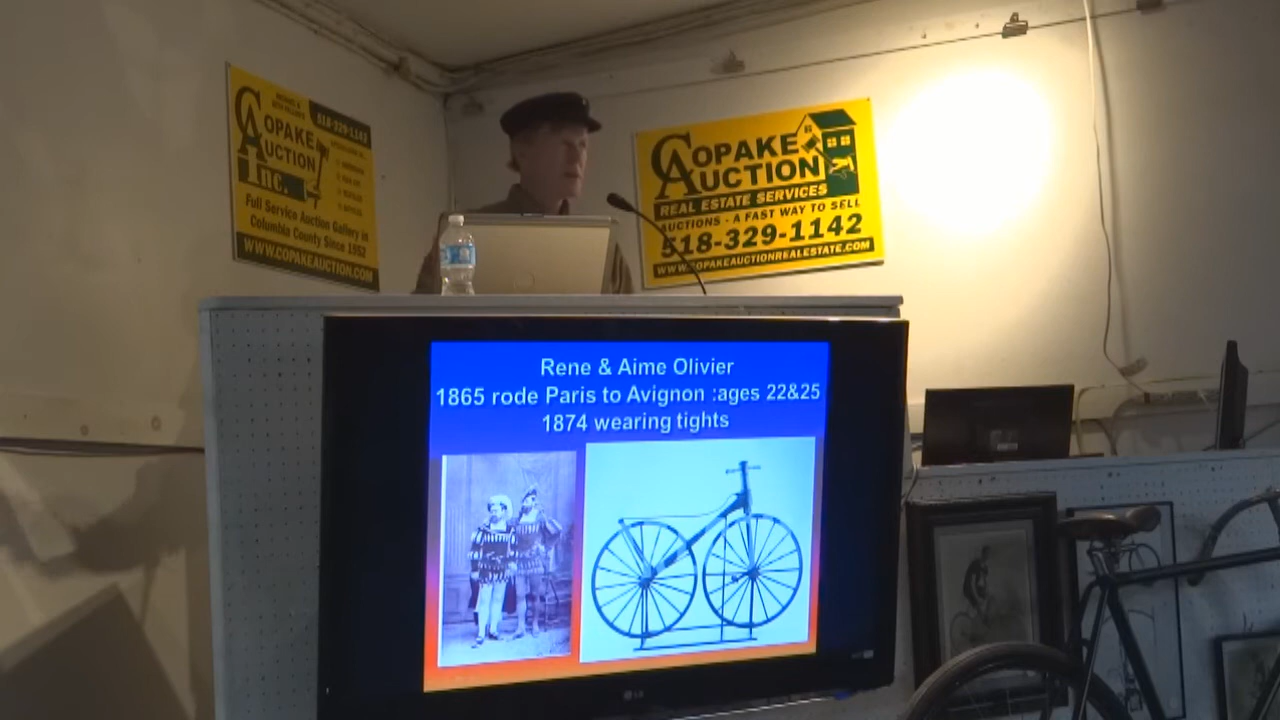 MICHAEL &
518-329-1142
COPAKE
AUCTION
Inc.
Full Service Auction Gallery in
Columbia County Since 1952
WWW.COPAKEAUCTION.COM
COPAKE
AUCTION
REAL ESTATE SERVICES
AUCTIONS - A FAST WAY TO SELL
518-329-1142
WWW.COPAKEAUCTIONREALESTATE.COM
Rene & Aime Olivier
1865 rode Paris to Avignon :ages 22&25
1874 wearing tights
LG